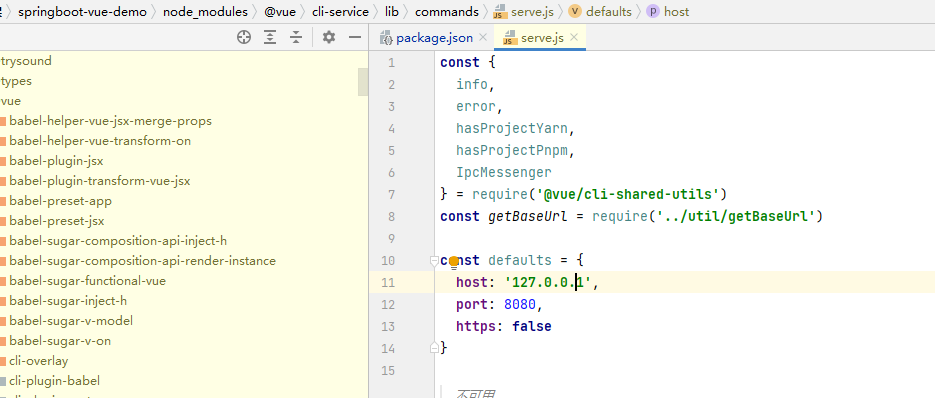 springboot-vue-demo › node_modules › @vue › cli-service › lib › commands › serve.js › defaults › host
package.json × serve.js ×
trysound
types
vue
babel-helper-vue-jsx-merge-props
babel-helper-vue-transform-on
babel-plugin-jsx
babel-plugin-transform-vue-jsx
babel-preset-app
babel-preset-jsx
babel-sugar-composition-api-inject-h
babel-sugar-composition-api-render-instance
babel-sugar-functional-vue
babel-sugar-inject-h
babel-sugar-v-model
babel-sugar-v-on
cli-overlay
cli-plugin-babel
1 const {
2 info,
3 error,
4 hasProjectYarn,
5 hasProjectPnpm,
6 IpcMessenger
7 } = require('@vue/cli-shared-utils')
8 const getBaseUrl = require('../util/getBaseUrl')
9
10 const defaults = {
11 host: '127.0.0.1',
12 port: 8080,
13 https: false
14 }
15
不可用